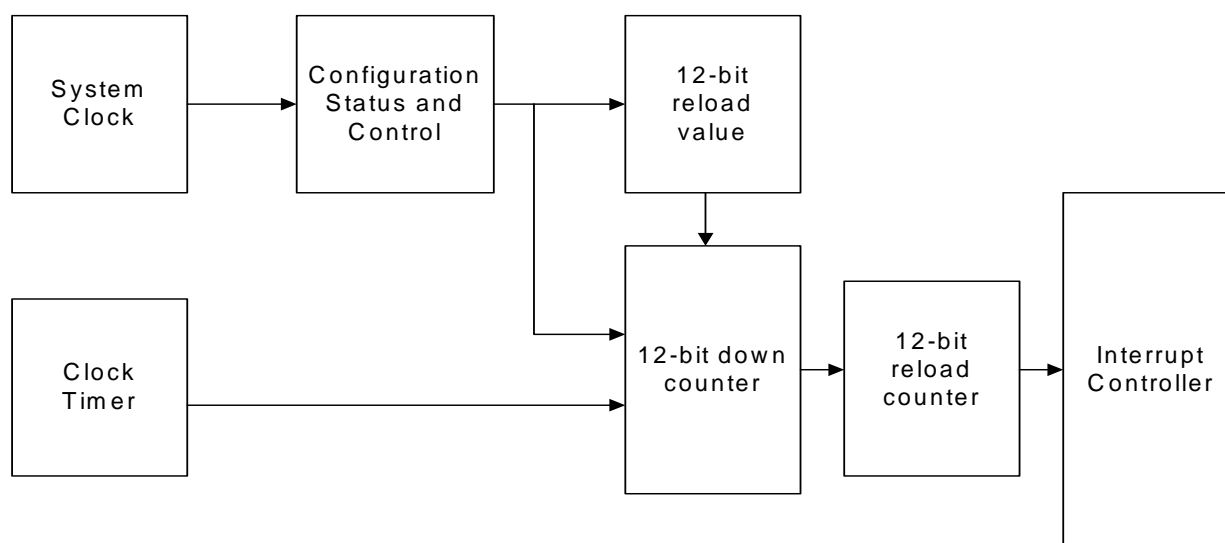 System
Clock
Configuration
Status and
Control
12-bit
reload
value
Clock
Timer
12-bit down
counter
12-bit
reload
counter
Interrupt
Controller